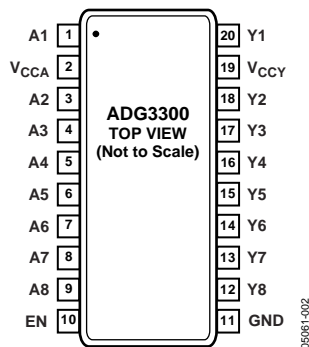 A1 1 20 Y1
VCCA 2 19 VCCY
A2 3 18 Y2
ADG3300
TOP VIEW
(Not to Scale)
A3 4 17 Y3
A4 5 16 Y4
A5 6 15 Y5
A6 7 14 Y6
A7 8 13 Y7
A8 9 12 Y8
EN 10 11 GND
05061-002